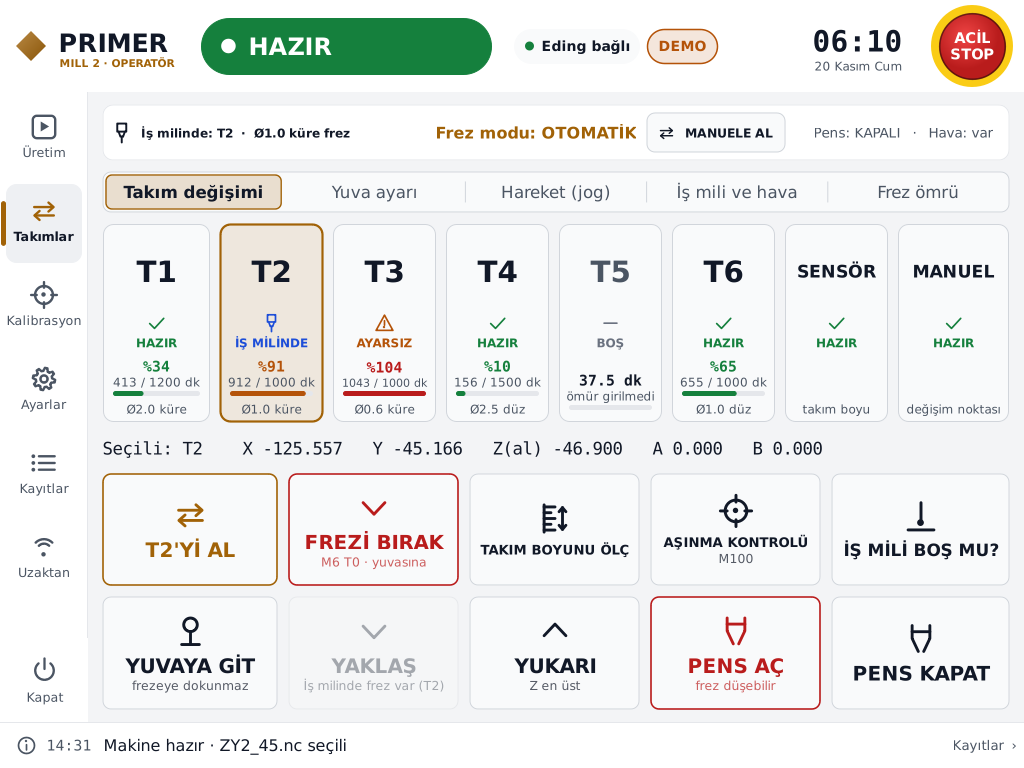 PRIMER
MILL 2 · OPERATÖR
HAZIR
Eding bağlı
DEMO
06:10
20 Kasım Cum
ACİL
STOP
Üretim
Takımlar
Kalibrasyon
Ayarlar
Kayıtlar
Uzaktan
Kapat
İş milinde: T2 · Ø1.0 küre frez
Frez modu: OTOMATİK
MANUELE AL
Pens: KAPALI · Hava: var
Takım değişimi
Yuva ayarı
Hareket (jog)
İş mili ve hava
Frez ömrü
T1
HAZIR
%34
413 / 1200 dk
Ø2.0 küre
T2
İŞ MİLİNDE
%91
912 / 1000 dk
Ø1.0 küre
T3
AYARSIZ
%104
1043 / 1000 dk
Ø0.6 küre
T4
HAZIR
%10
156 / 1500 dk
Ø2.5 düz
T5
BOŞ
37.5 dk
ömür girilmedi
T6
HAZIR
%65
655 / 1000 dk
Ø1.0 düz
SENSÖR
HAZIR
takım boyu
MANUEL
HAZIR
değişim noktası
Seçili: T2 X -125.557 Y -45.166 Z(al) -46.900 A 0.000 B 0.000
T2'Yİ AL
FREZİ BIRAK
M6 T0 · yuvasına
TAKIM BOYUNU ÖLÇ
AŞINMA KONTROLÜ
M100
İŞ MİLİ BOŞ MU?
YUVAYA GİT
frezeye dokunmaz
YAKLAŞ
İş milinde frez var (T2)
YUKARI
Z en üst
PENS AÇ
frez düşebilir
PENS KAPAT
14:31 Makine hazır · ZY2_45.nc seçili
Kayıtlar ›